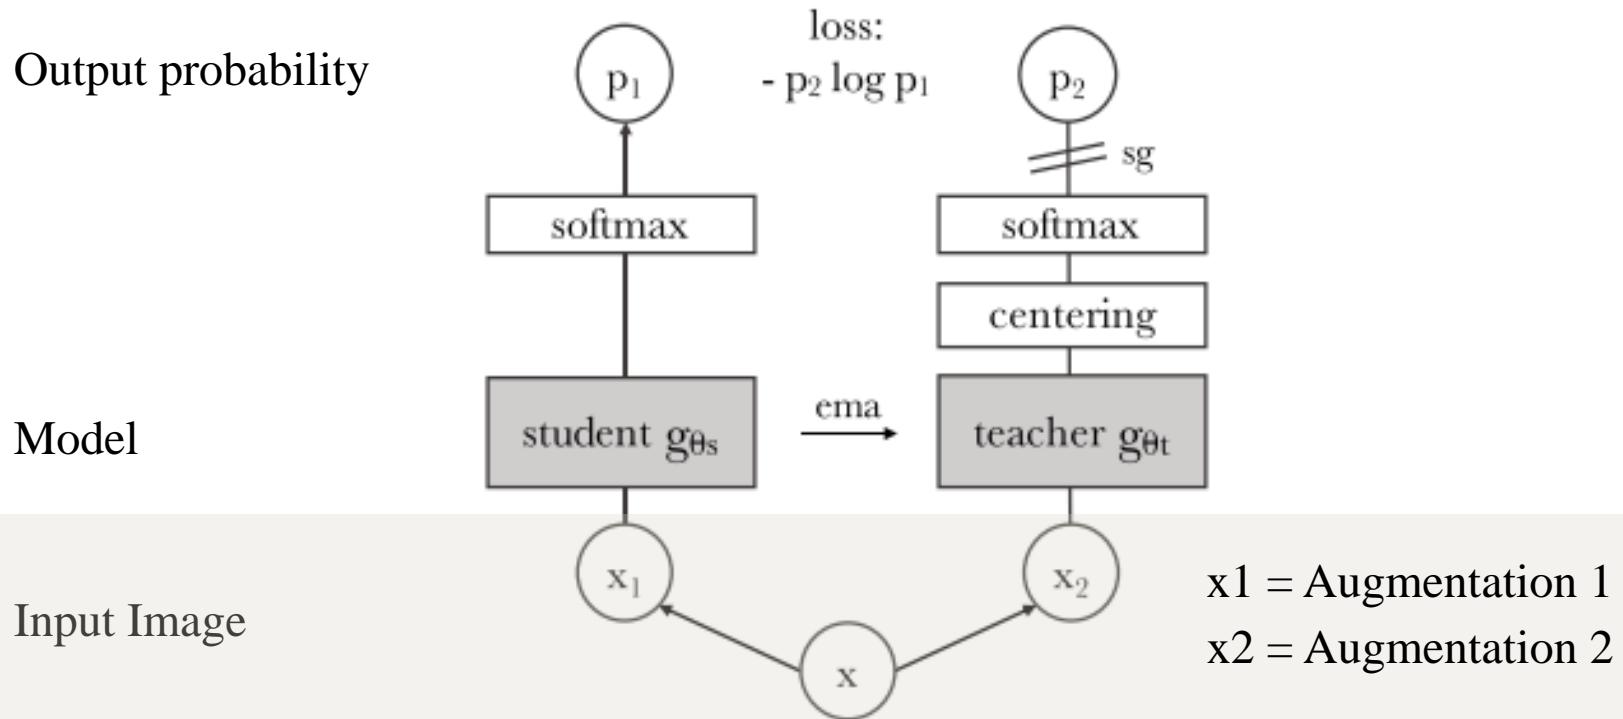 Output probability
p₁
loss:
- p₂ log p₁
p₂
sg
softmax
softmax
centering
Model
student gθs
ema
teacher gθt
x₁
x₂
x1 = Augmentation 1
Input Image
x2 = Augmentation 2
x